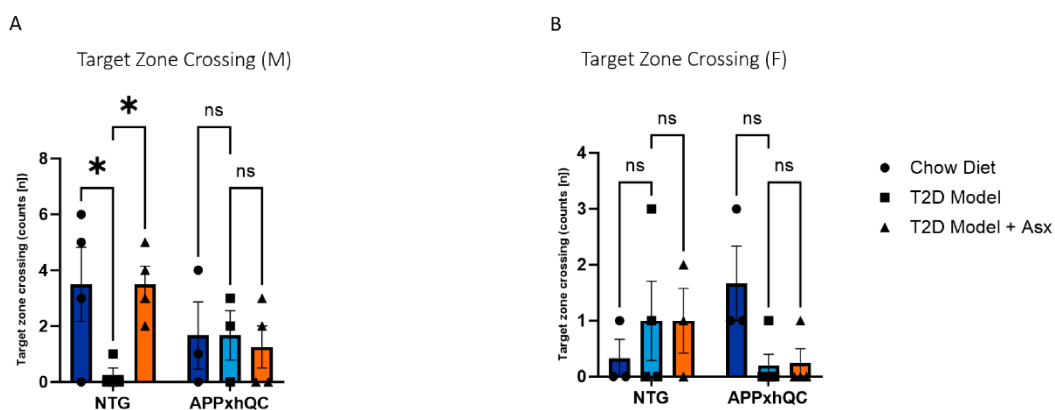 A
Target Zone Crossing (M)
Target zone crossing (counts [n])
8
6
4
2
0
*
*
ns
ns
NTG
APPxhQC
B
Target Zone Crossing (F)
Target zone crossing (counts [n])
4
3
2
1
0
ns
ns
ns
ns
NTG
APPxhQC
Chow Diet
T2D Model
T2D Model + Asx